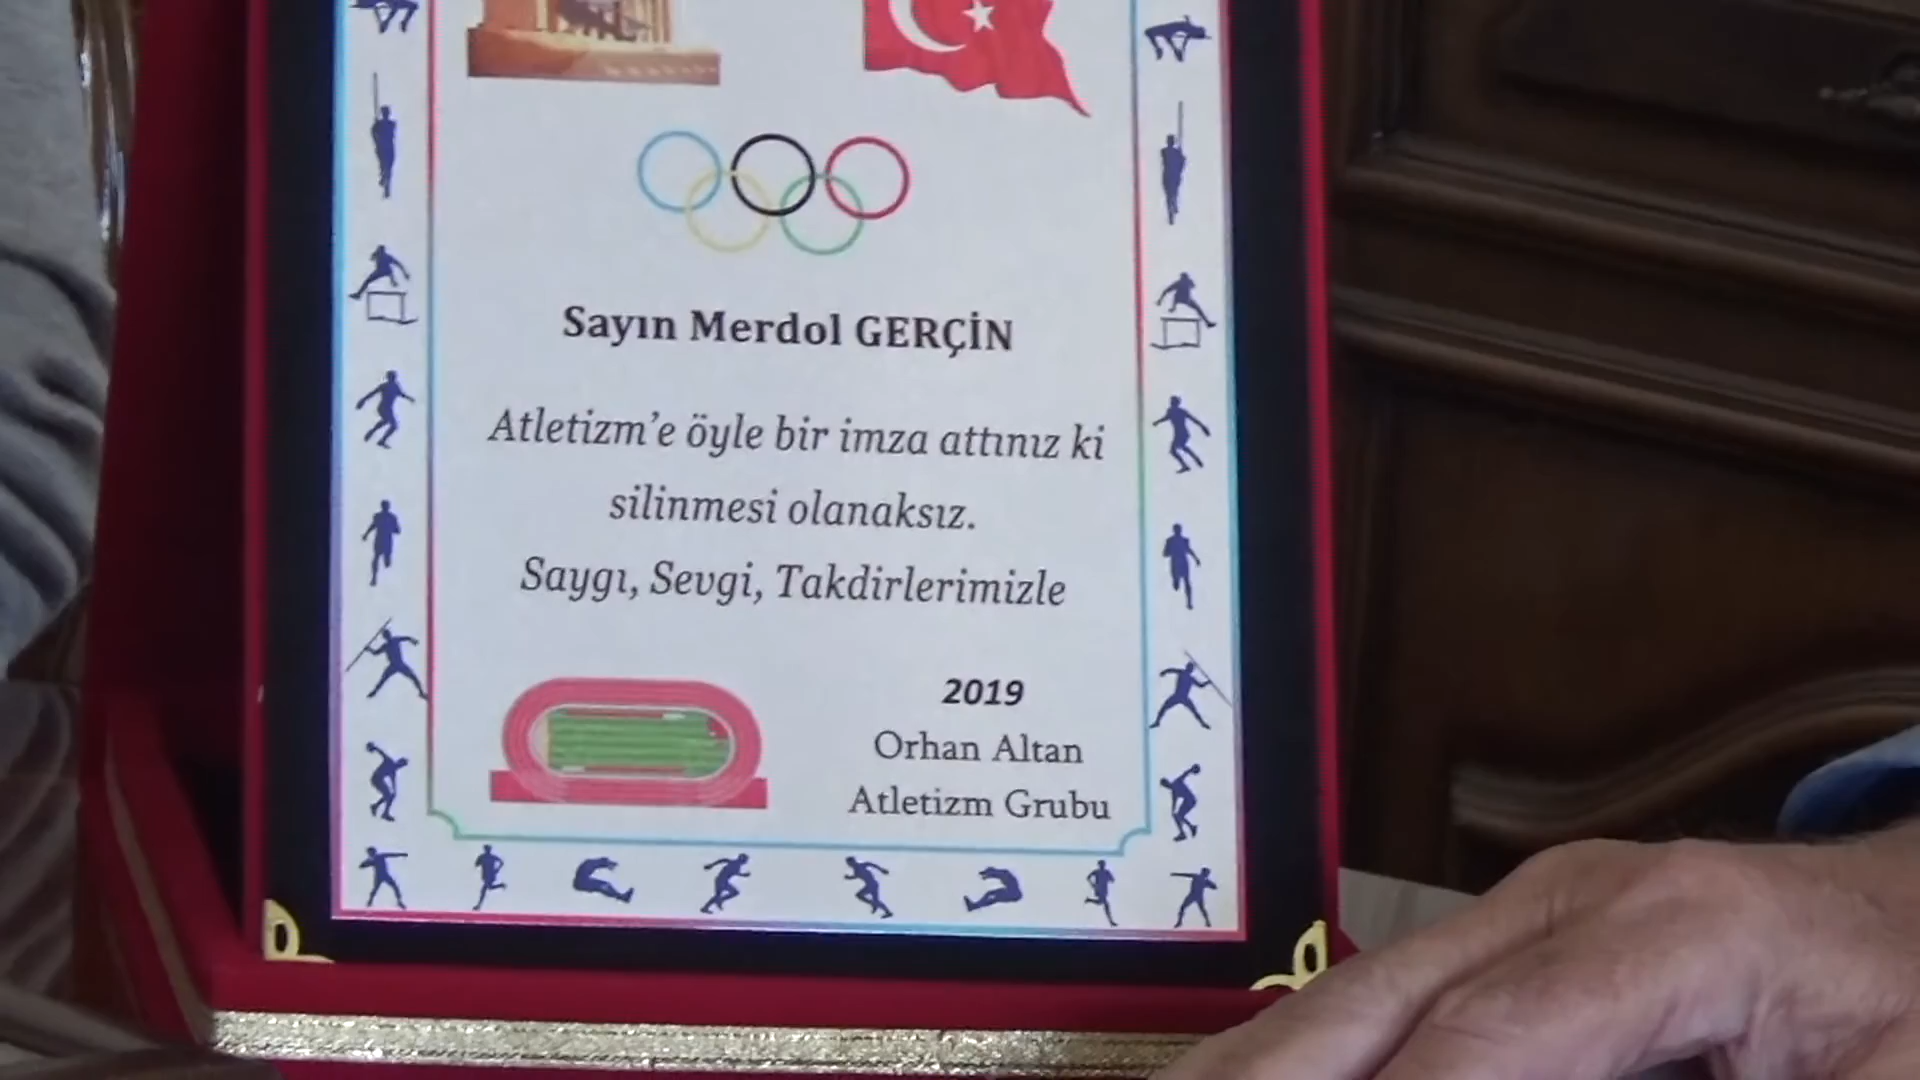 Sayın Merdol GERÇİN
Atletizm'e öyle bir imza attınız ki
silinmesi olanaksız.
Saygı, Sevgi, Takdirlerimizle
2019
Orhan Altan
Atletizm Grubu